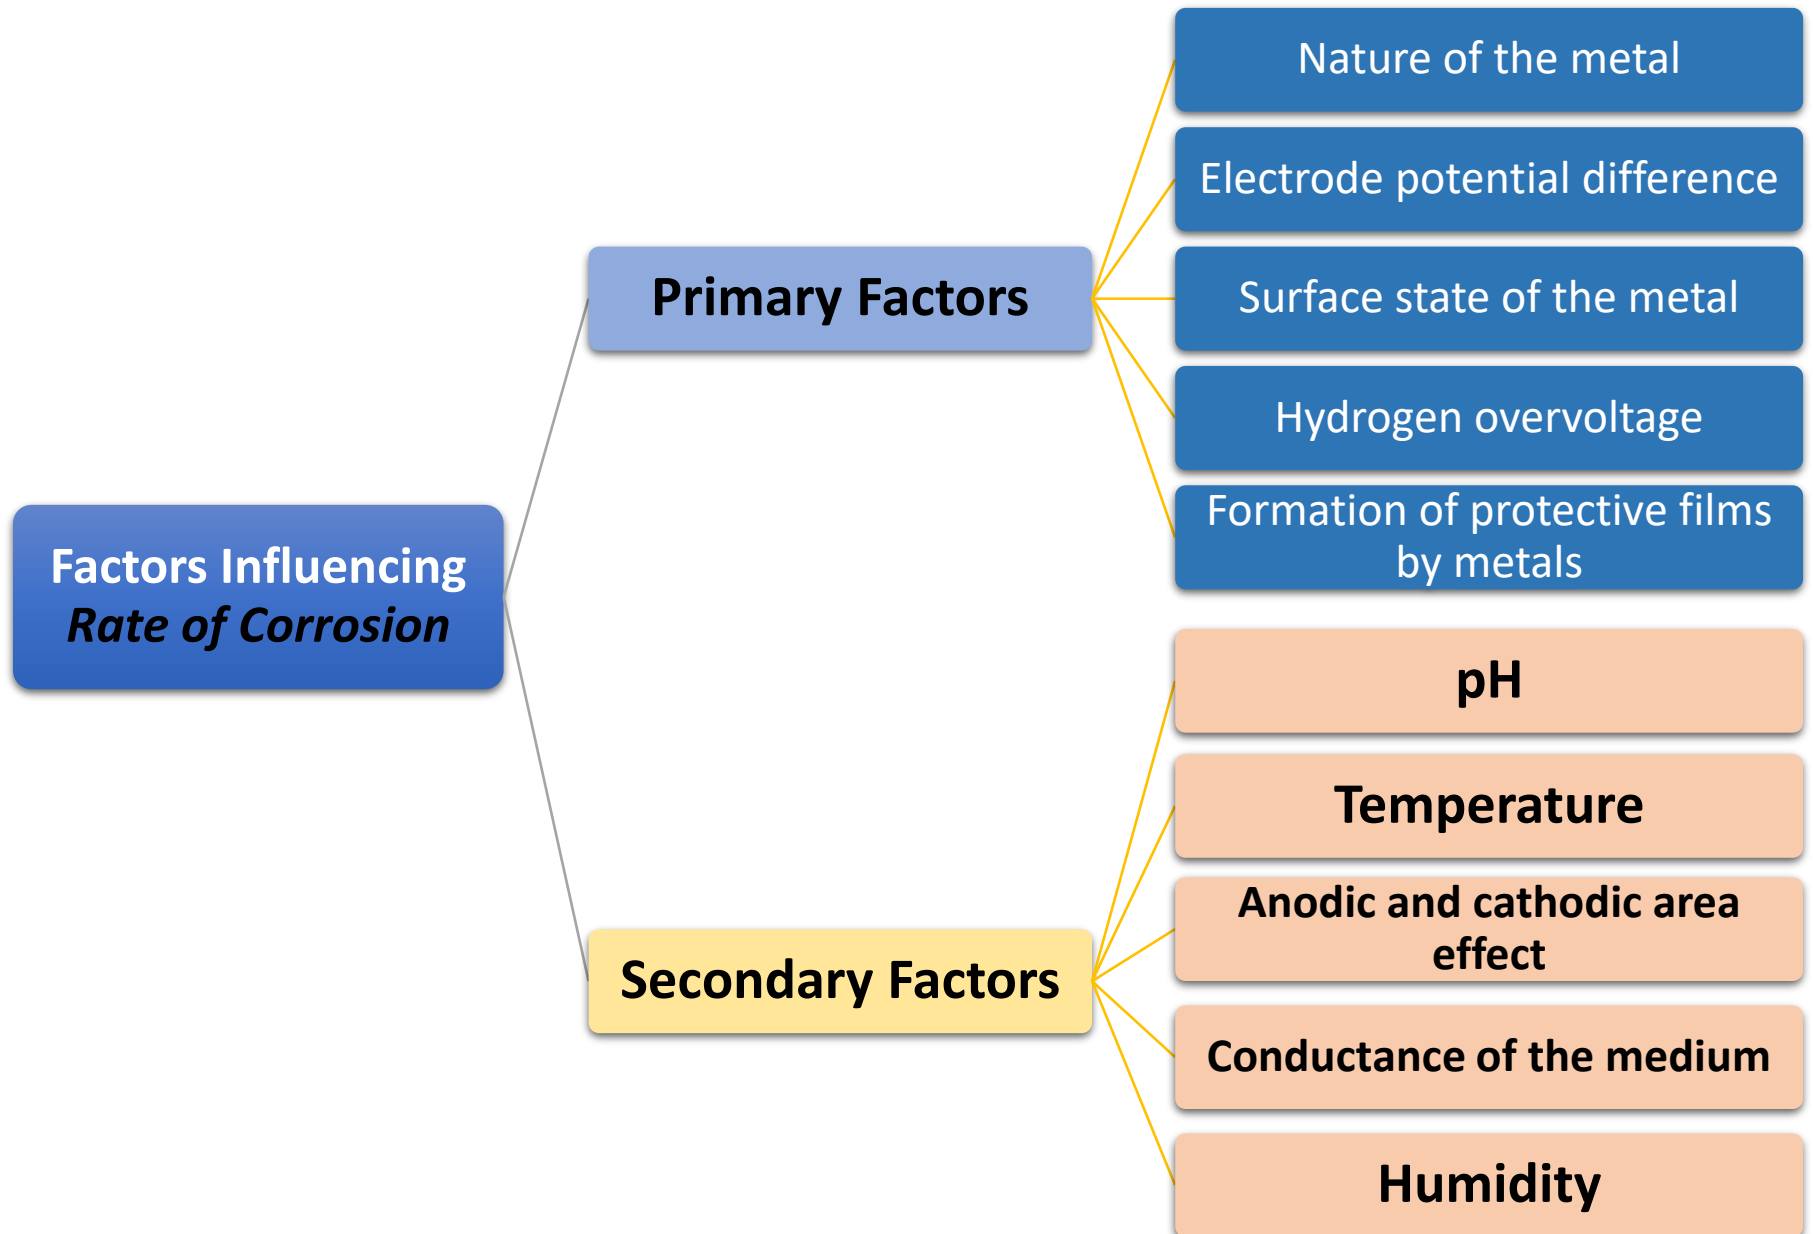 Factors Influencing
Rate of Corrosion
Primary Factors
Nature of the metal
Electrode potential difference
Surface state of the metal
Hydrogen overvoltage
Formation of protective films
by metals
Secondary Factors
pH
Temperature
Anodic and cathodic area
effect
Conductance of the medium
Humidity